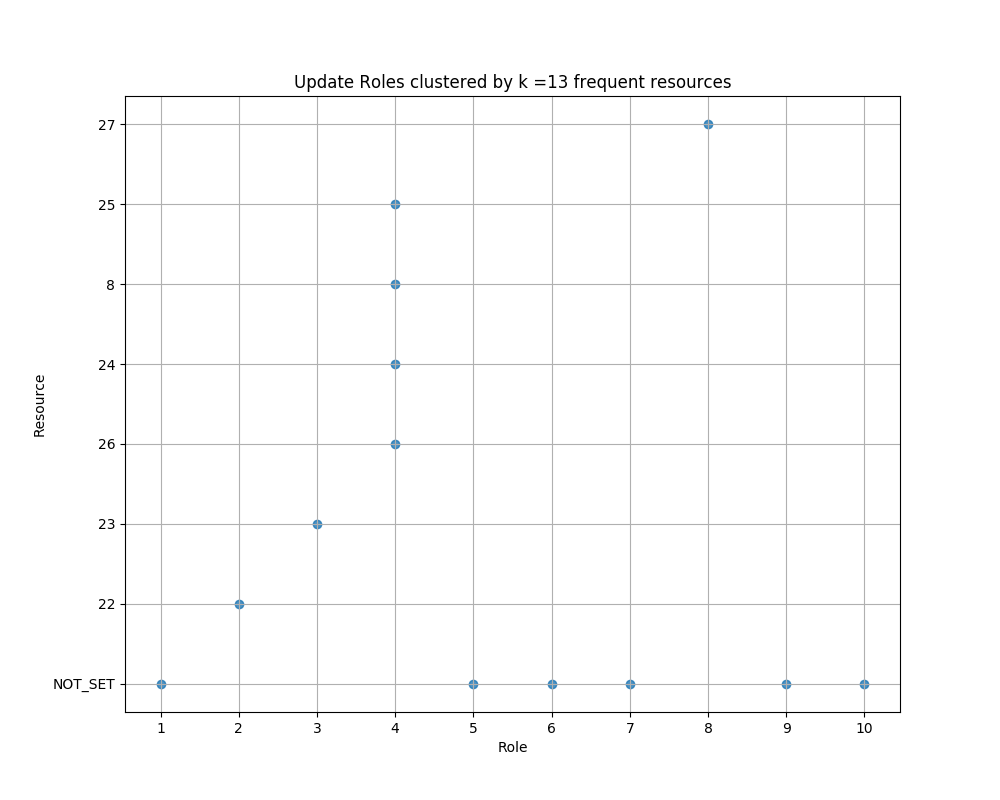 Update Roles clustered by k =13 frequent resources
27
25
8
24
26
23
22
NOT_SET
Resource
1 2 3 4 5 6 7 8 9 10
Role